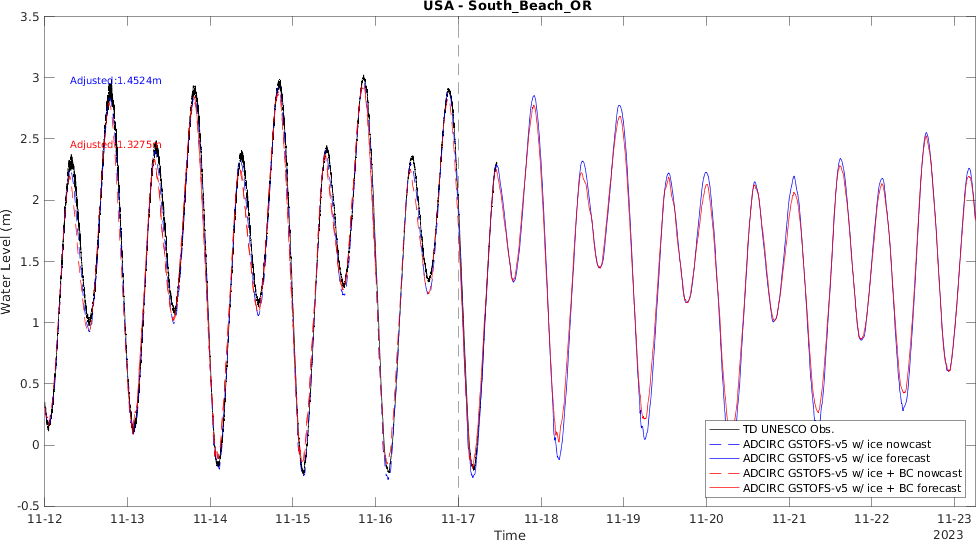 USA - South_Beach_OR
3.5
3
2.5
2
1.5
1
0.5
0
-0.5
Water Level (m)
Adjusted:1.4524m
Adjusted:1.3275m
TD UNESCO Obs.
ADCIRC GSTOFS-v5 w/ ice nowcast
ADCIRC GSTOFS-v5 w/ ice forecast
ADCIRC GSTOFS-v5 w/ ice + BC nowcast
ADCIRC GSTOFS-v5 w/ ice + BC forecast
11-12 11-13 11-14 11-15 11-16 11-17 11-18 11-19 11-20 11-21 11-22 11-23
Time
2023